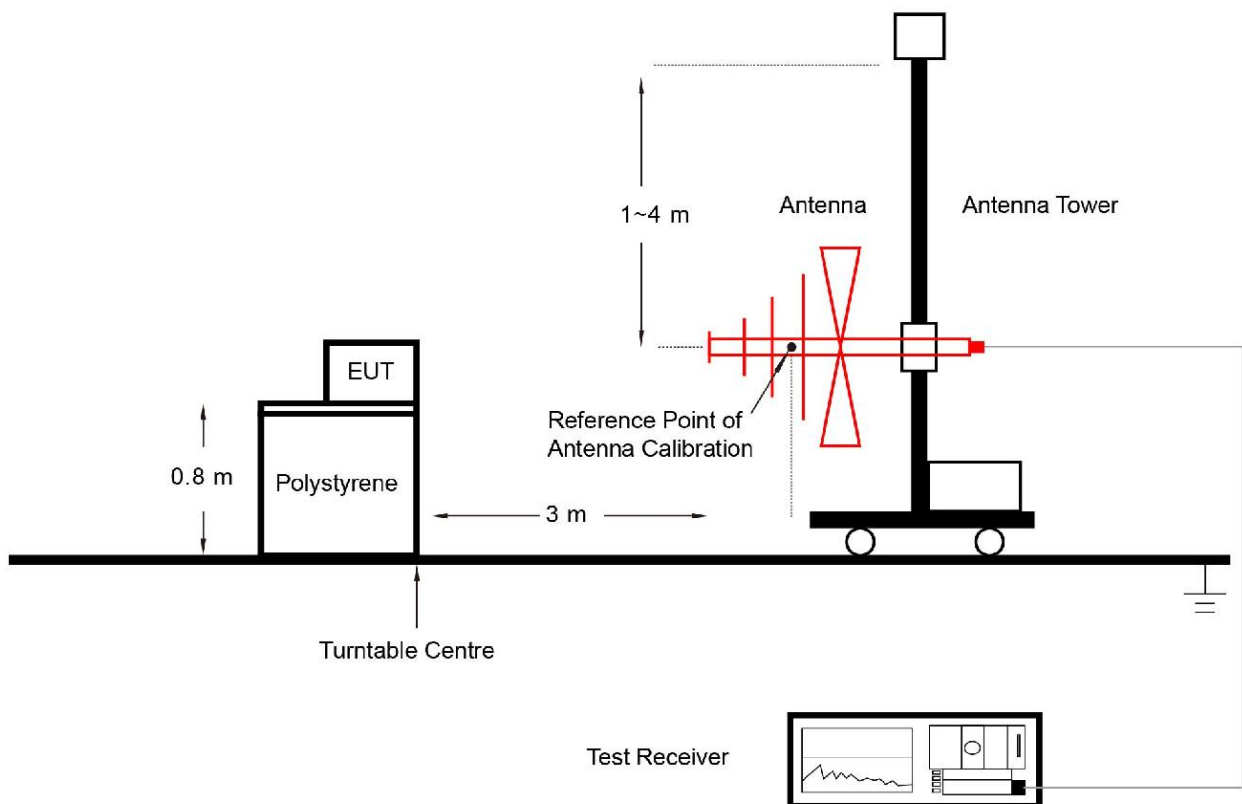 1~4 m
Antenna
Antenna Tower
EUT
Reference Point of
Antenna Calibration
0.8 m
Polystyrene
3 m
Turntable Centre
Test Receiver